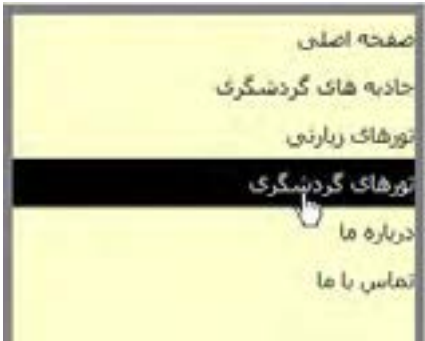 صفحه اصلی
جاذبه های گردشگری
تورهای زیارتی
تورهای گردشگری
درباره ما
تماس با ما